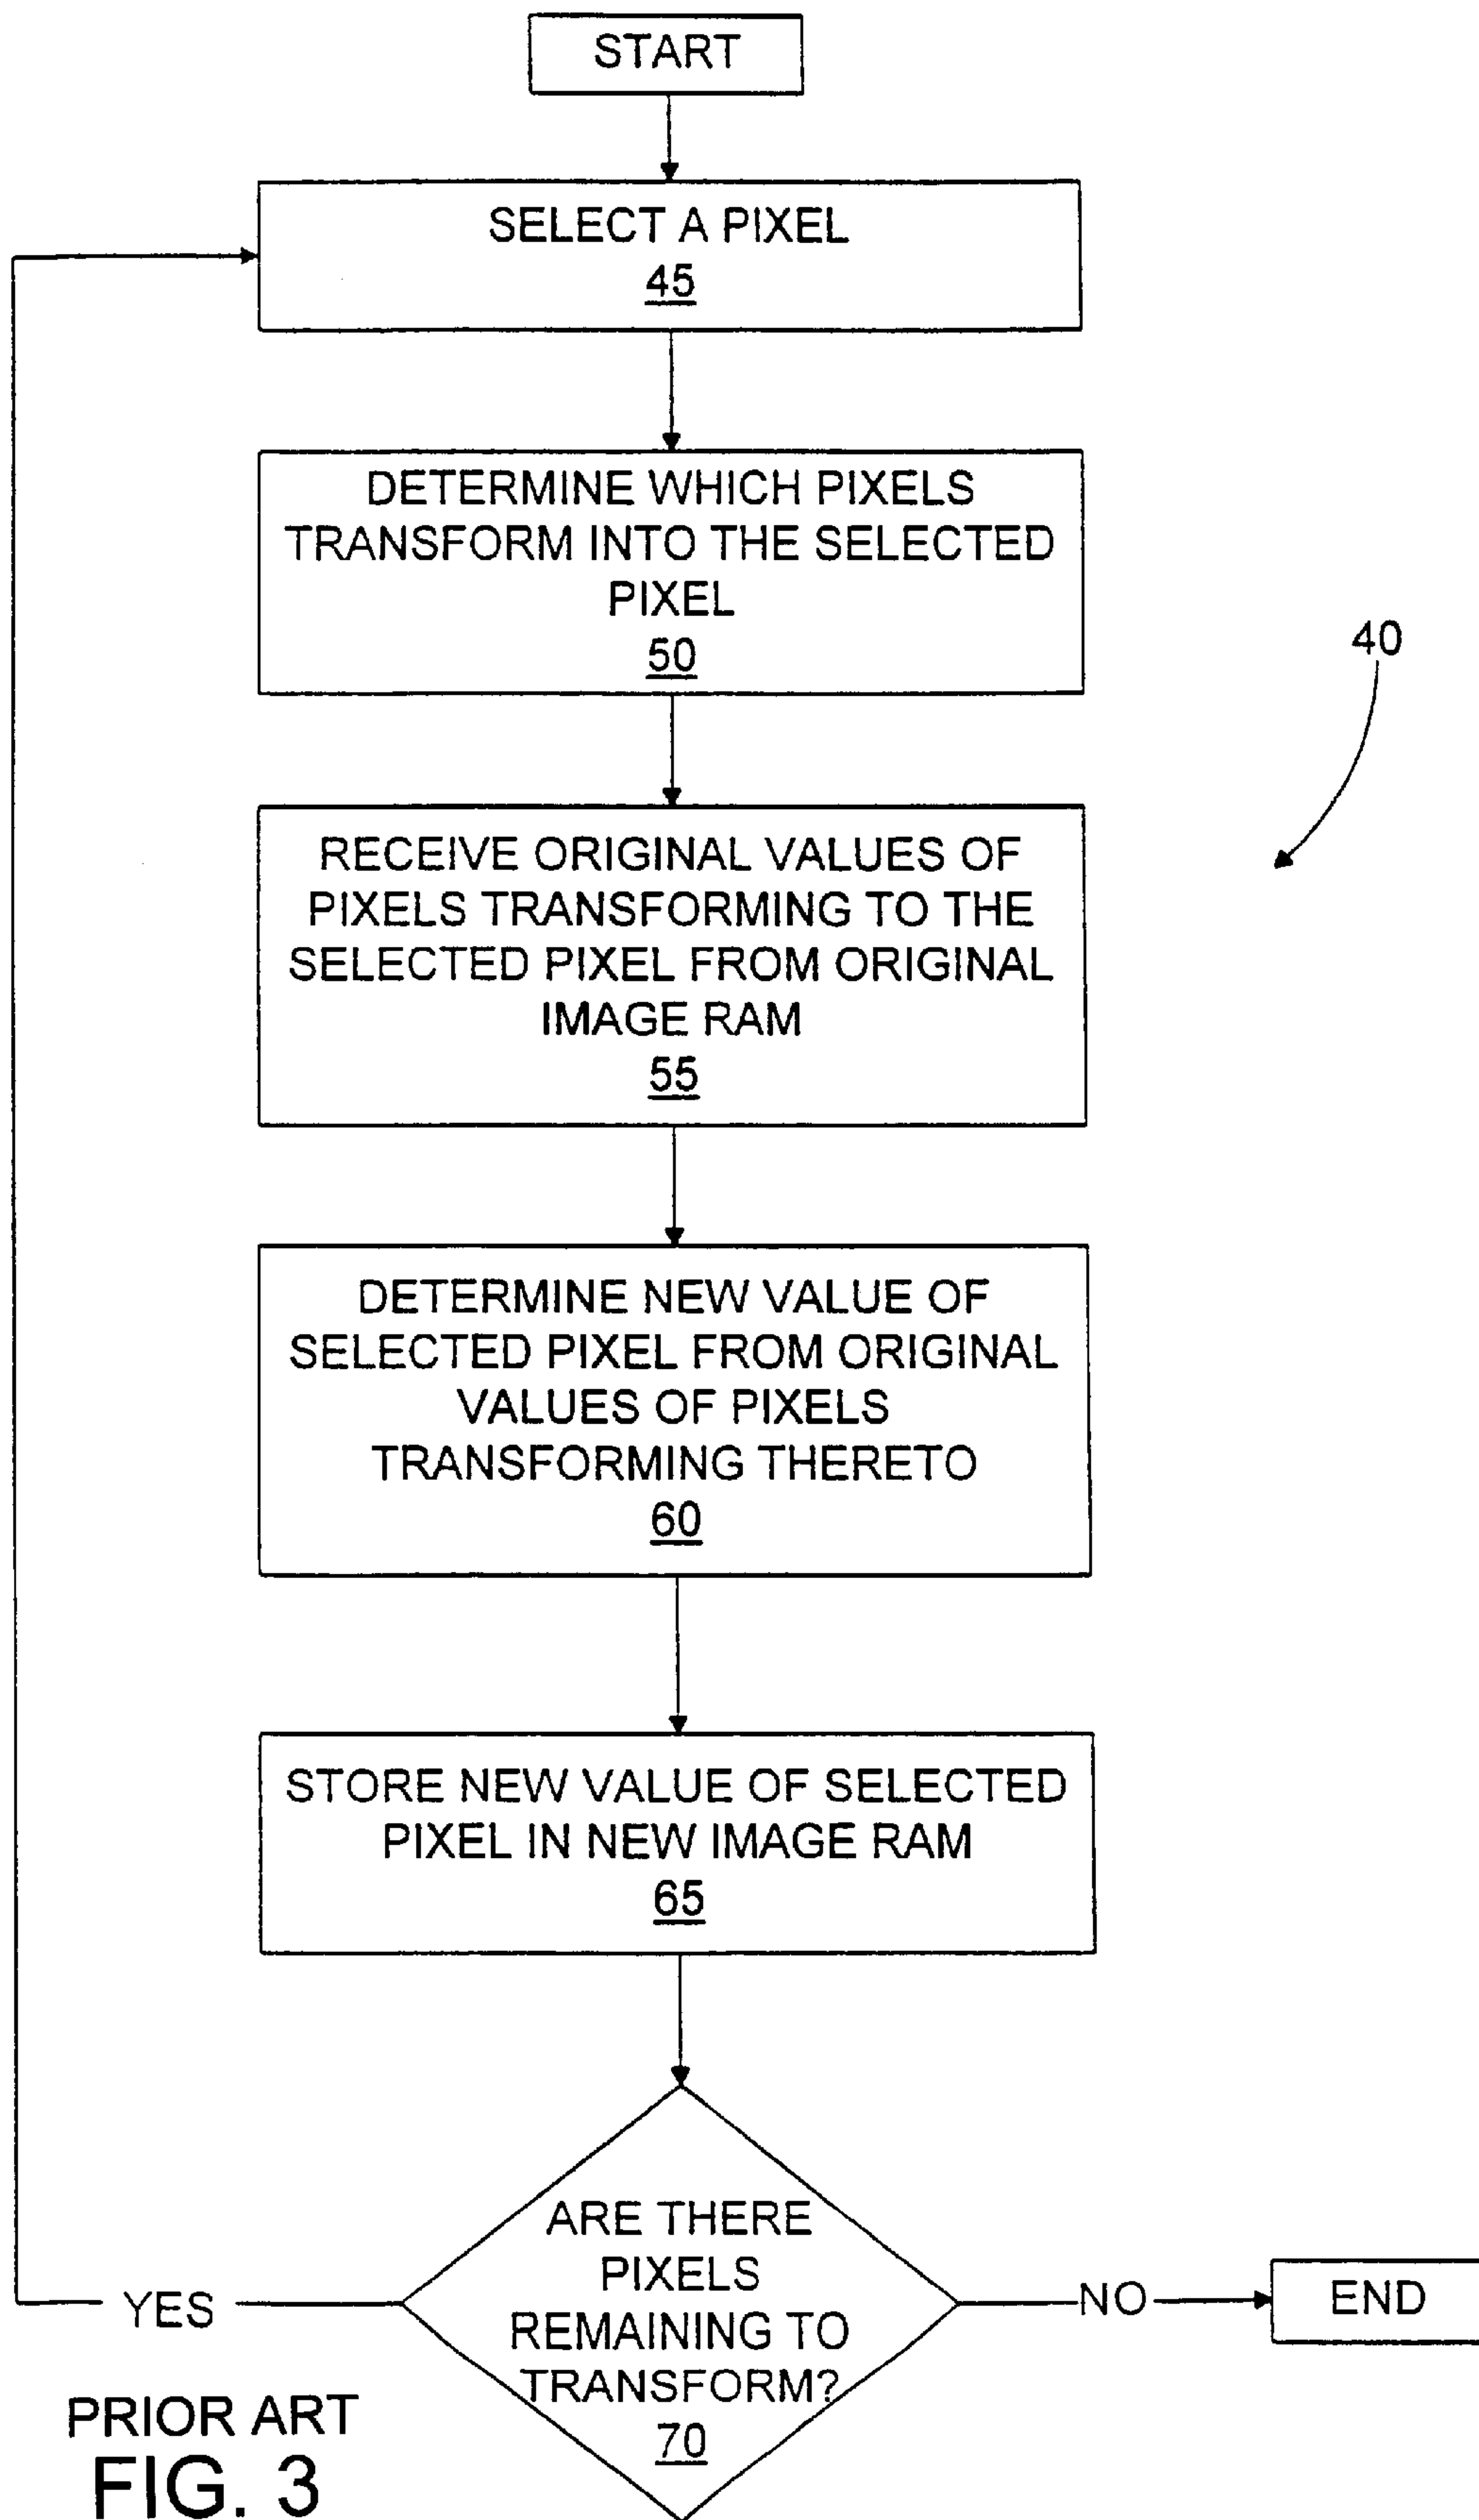 START
SELECT A PIXEL
45
DETERMINE WHICH PIXELS
TRANSFORM INTO THE SELECTED
PIXEL
50
40
RECEIVE ORIGINAL VALUES OF
PIXELS TRANSFORMING TO THE
SELECTED PIXEL FROM ORIGINAL
IMAGE RAM
55
DETERMINE NEW VALUE OF
SELECTED PIXEL FROM ORIGINAL
VALUES OF PIXELS
TRANSFORMING THERETO
60
STORE NEW VALUE OF SELECTED
PIXEL IN NEW IMAGE RAM
65
ARE THERE
PIXELS
REMAINING TO
TRANSFORM?
70
YES
NO
END
PRIOR ART
FIG. 3